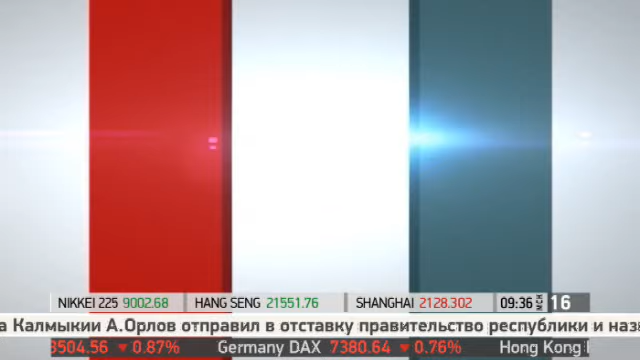 NIKKEI 225 9002.68 HANG SENG 21551.76 SHANGHAI 2128.302 09:36 МСК 16
а Калмыкии А.Орлов отправил в отставку правительство республики и наз
3504.56 ▼ 0.87% Germany DAX 7380.64 ▼ 0.76% Hong Kong